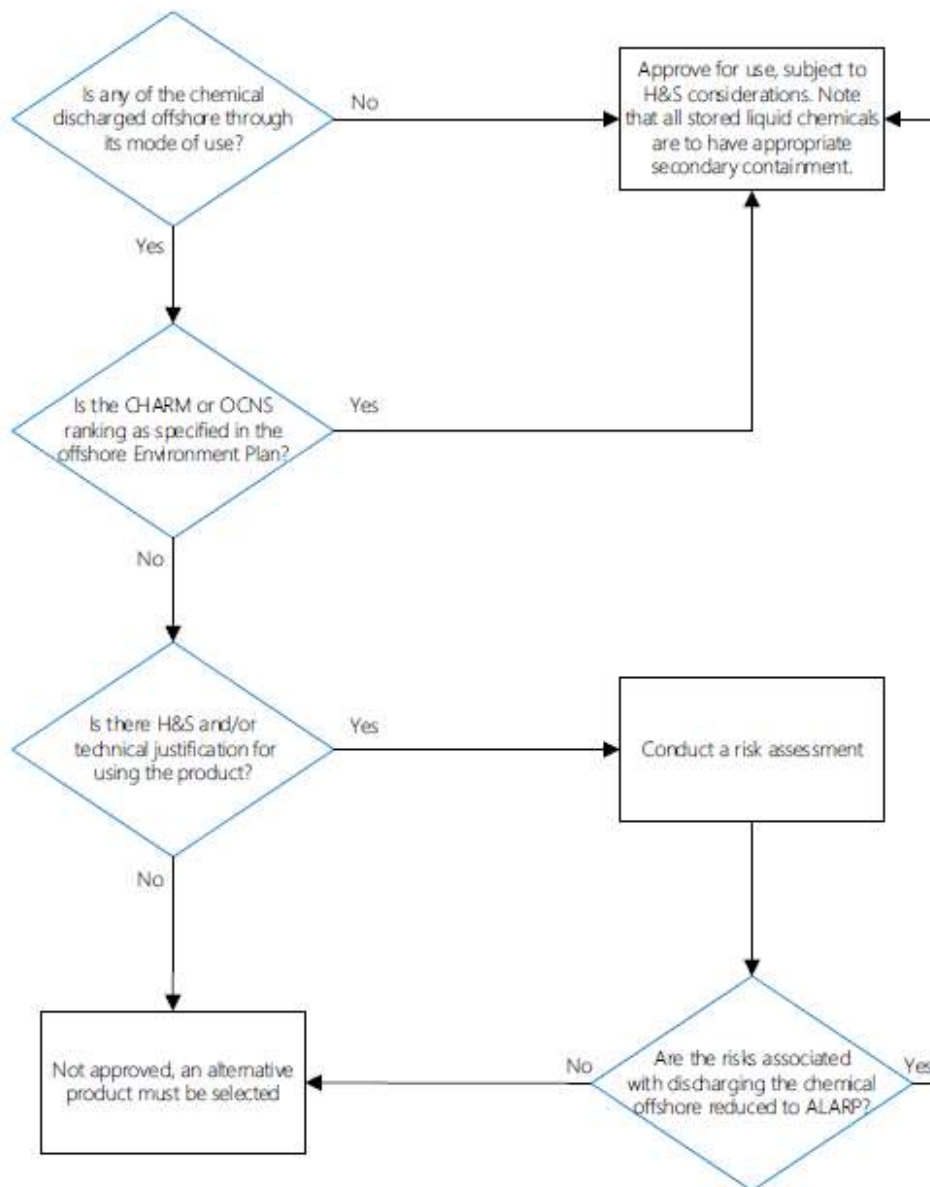 Is any of the chemical
discharged offshore through
its mode of use?
No
Approve for use, subject to
H&S considerations. Note
that all stored liquid chemicals
are to have appropriate
secondary containment.
Yes
Is the CHARM or OCNS
ranking as specified in the
offshore Environment Plan?
Yes
No
Is there H&S and/or
technical justification for
using the product?
Yes
Conduct a risk assessment
No
Not approved, an alternative
product must be selected
No
Are the risks associated
with discharging the chemical
offshore reduced to ALARP?
Yes